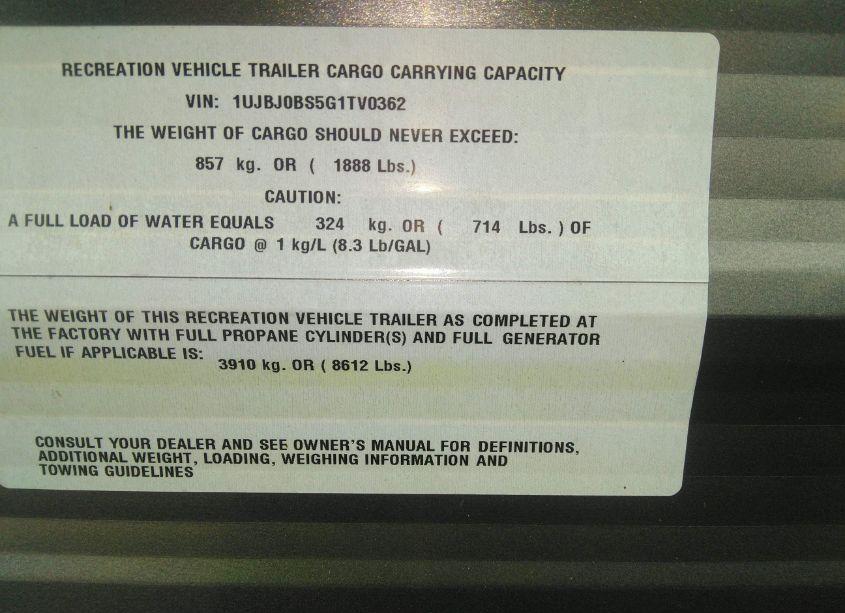 RECREATION VEHICLE TRAILER CARGO CARRYING CAPACITY
VIN: 1UJBJ0BS5G1TV0362
THE WEIGHT OF CARGO SHOULD NEVER EXCEED:
857 kg. OR ( 1888 Lbs.)
CAUTION:
A FULL LOAD OF WATER EQUALS 324 kg. OR ( 714 Lbs. ) OF
CARGO @ 1 kg/L (8.3 Lb/GAL)
THE WEIGHT OF THIS RECREATION VEHICLE TRAILER AS COMPLETED AT
THE FACTORY WITH FULL PROPANE CYLINDER(S) AND FULL GENERATOR
FUEL IF APPLICABLE IS:
3910 kg. OR ( 8612 Lbs.)
CONSULT YOUR DEALER AND SEE OWNER'S MANUAL FOR DEFINITIONS,
ADDITIONAL WEIGHT, LOADING, WEIGHING INFORMATION AND
TOWING GUIDELINES